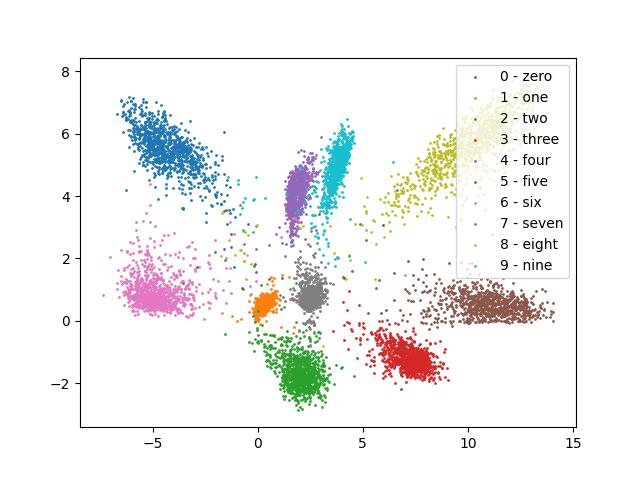 8
6
4
2
0
−2
−5
0
5
10
15
0 - zero
1 - one
2 - two
3 - three
4 - four
5 - five
6 - six
7 - seven
8 - eight
9 - nine